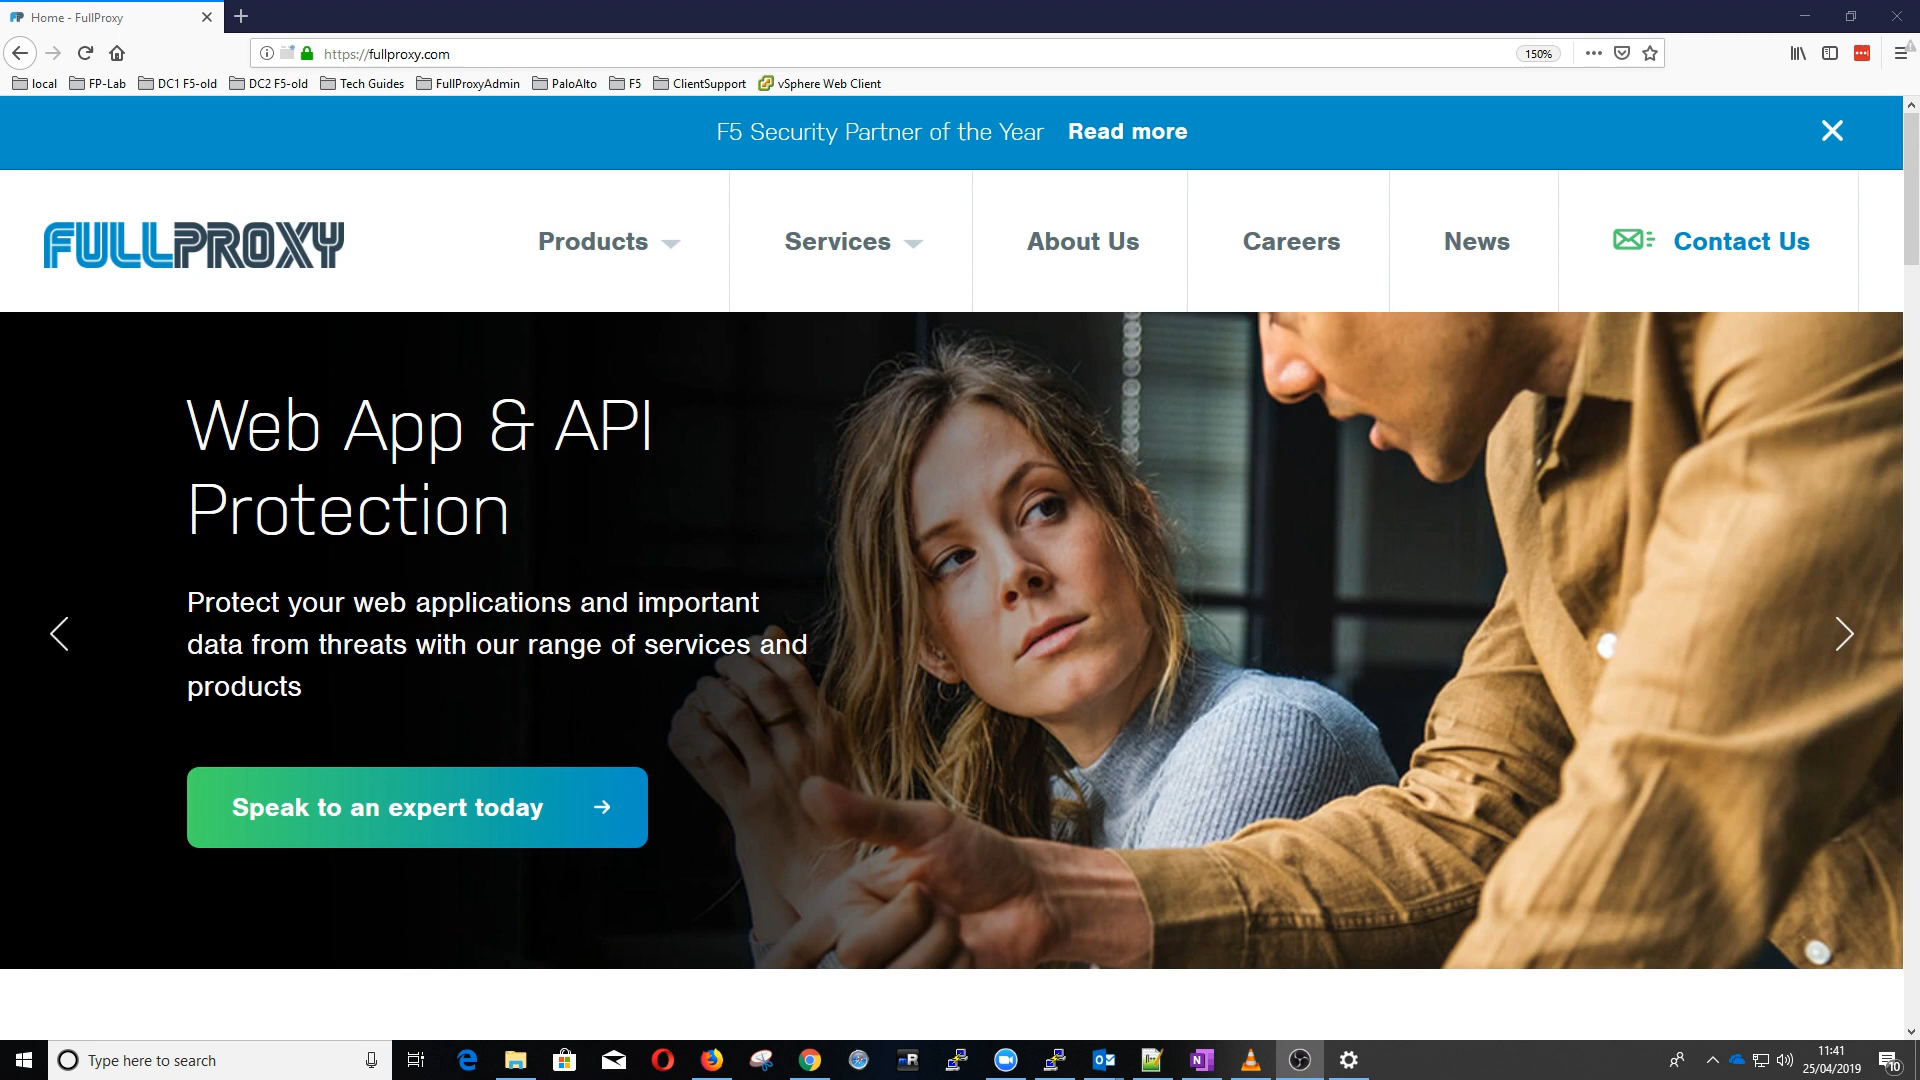 Home - FullProxy
https://fullproxy.com
150%
local FP-Lab DC1 F5-old DC2 F5-old Tech Guides FullProxyAdmin PaloAlto F5 ClientSupport vSphere Web Client
F5 Security Partner of the Year Read more
FULLPROXY
Products Services About Us Careers News Contact Us
Web App & API
Protection
Protect your web applications and important
data from threats with our range of services and
products
Speak to an expert today
Type here to search
11:41
25/04/2019
10